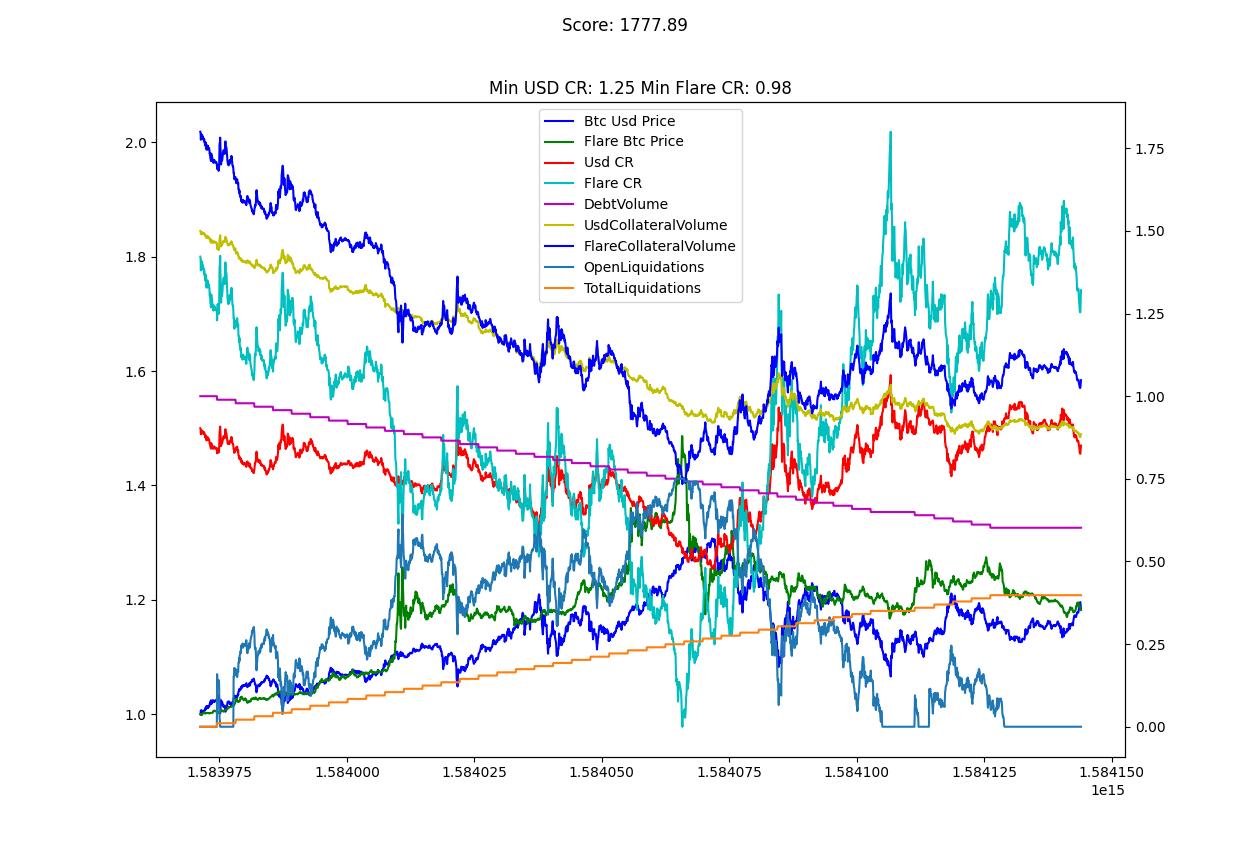 Score: 1777.89
Min USD CR: 1.25 Min Flare CR: 0.98
Btc Usd Price
Flare Btc Price
Usd CR
Flare CR
DebtVolume
UsdCollateralVolume
FlareCollateralVolume
OpenLiquidations
TotalLiquidations
2.0
1.8
1.6
1.4
1.2
1.0
1.75
1.50
1.25
1.00
0.75
0.50
0.25
0.00
1.583975 1.584000 1.584025 1.584050 1.584075 1.584100 1.584125 1.584150
1e15